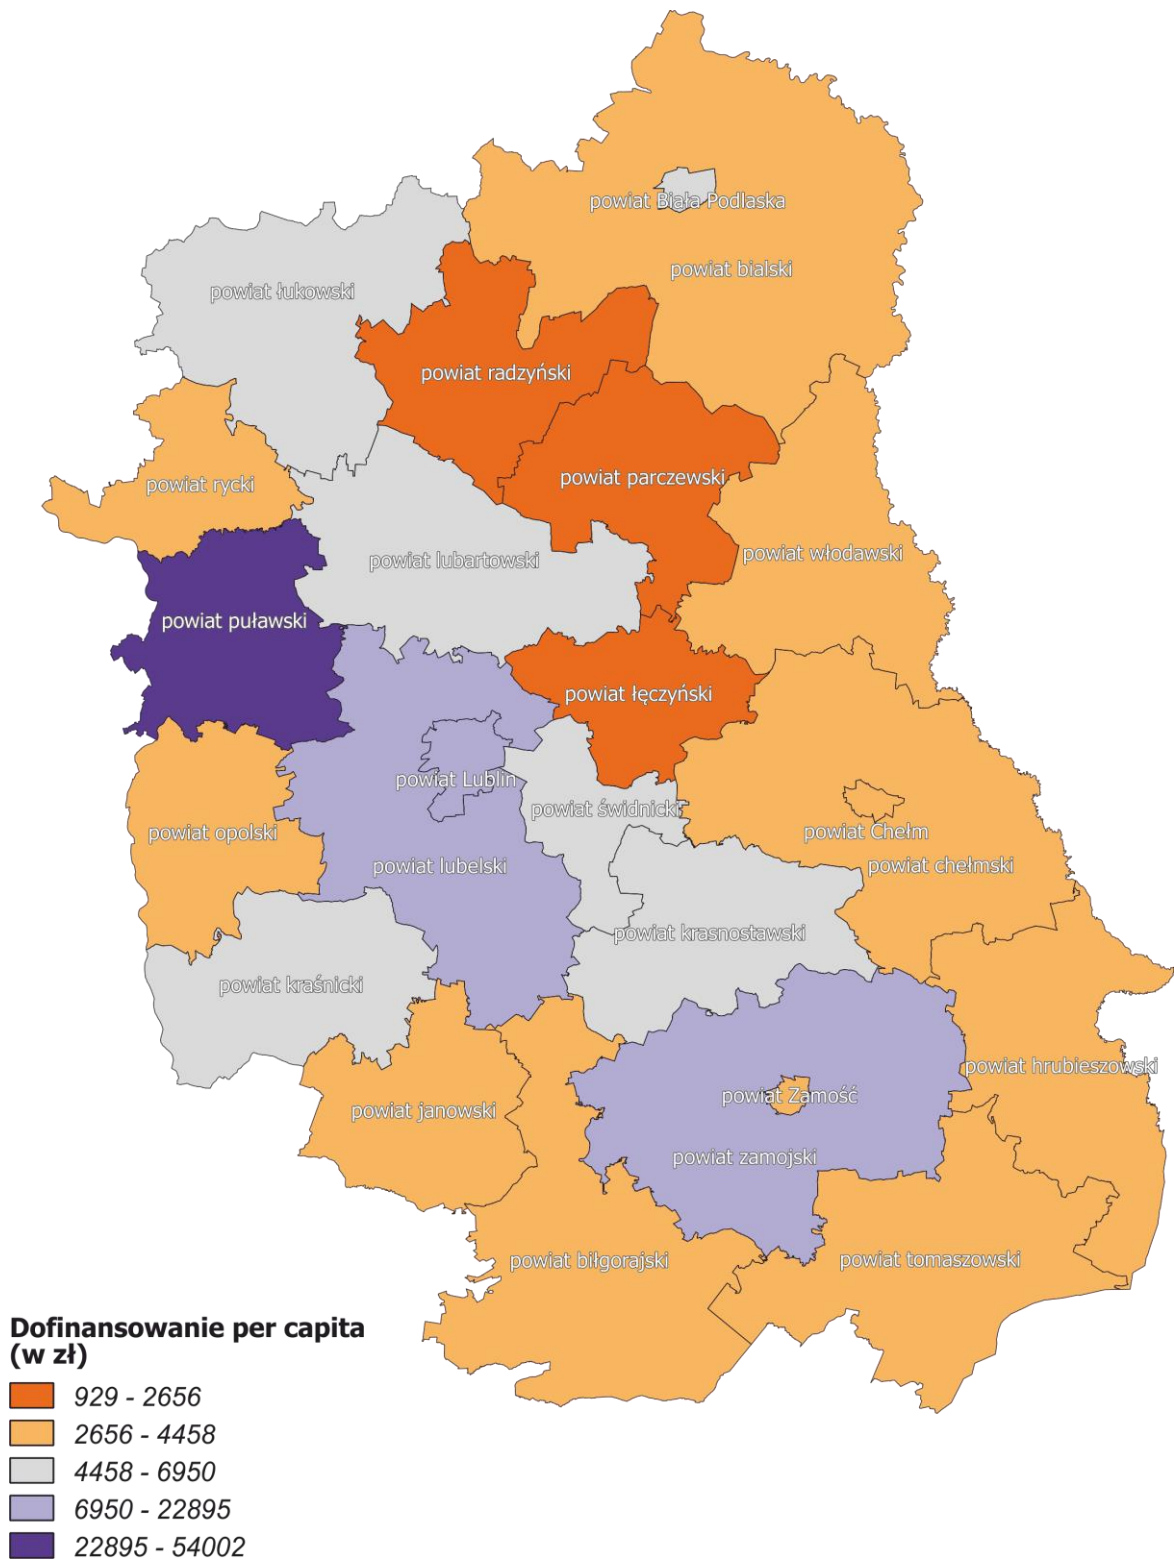 powiat Biała Podlaska
powiat bialski
powiat łukowski
powiat radzyński
powiat parczewski
powiat rycki
powiat włodawski
powiat lubartowski
powiat puławski
powiat łęczyński
powiat Lublin
powiat świdnicki
powiat opolski
powiat Chełm
powiat lubelski
powiat chełmski
powiat krasnostawski
powiat kraśnicki
powiat hrubieszowski
powiat Zamość
powiat janowski
powiat zamojski
powiat biłgorajski
powiat tomaszowski
Dofinansowanie per capita
(w zł)
929 - 2656
2656 - 4458
4458 - 6950
6950 - 22895
22895 - 54002